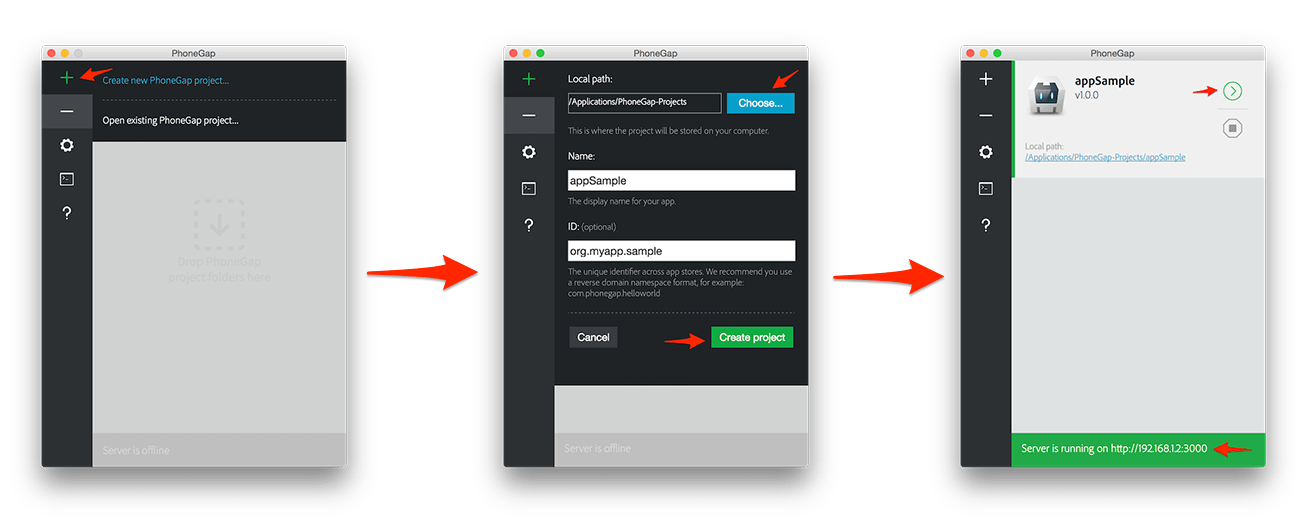 PhoneGap
Create new PhoneGap project...
Open existing PhoneGap project...
Drop PhoneGap
project folders here
Server is offline
PhoneGap
Local path:
/Applications/PhoneGap-Projects
Choose...
This is where the project will be stored on your computer.
Name:
appSample
The display name for your app.
ID: (optional)
org.myapp.sample
The unique identifier across app stores. We recommend you use
a reverse domain namespace format, for example:
com.phonegap.helloworld
Cancel
Create project
Server is offline
PhoneGap
appSample
v1.0.0
Local path:
/Applications/PhoneGap-Projects/appSample
Server is running on http://192.168.1.2:3000